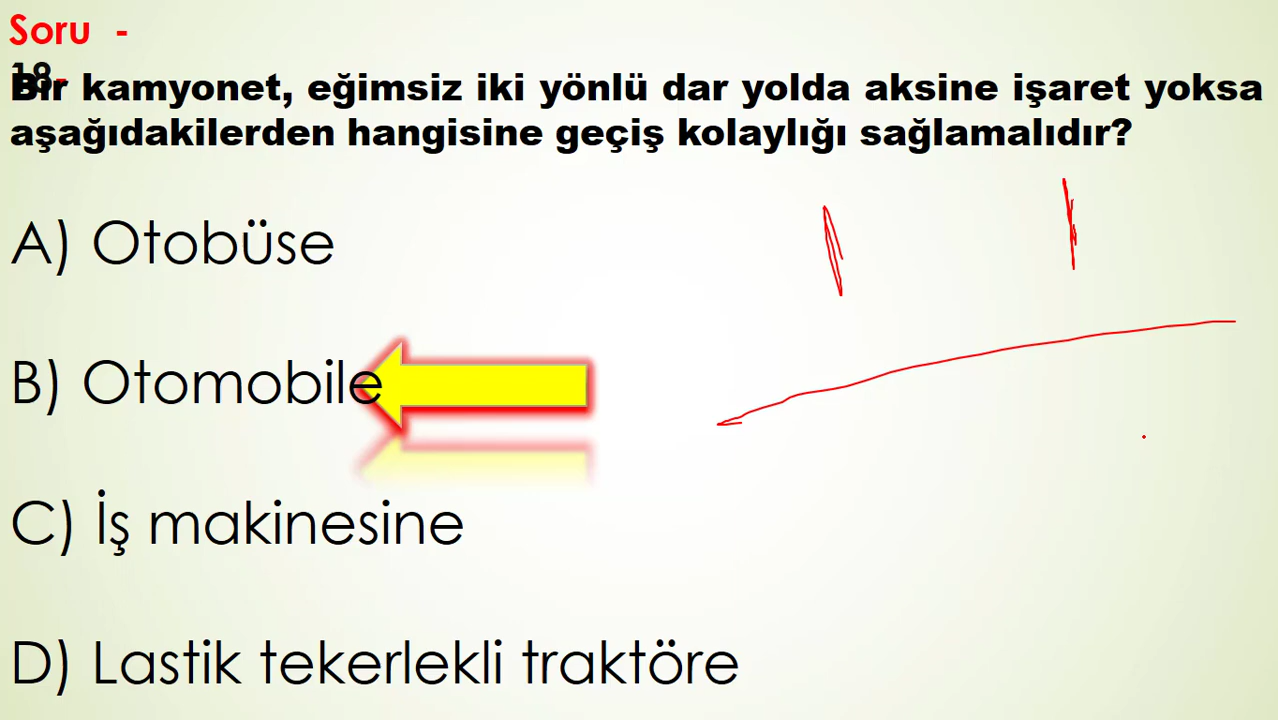 Soru -
18-
Bir kamyonet, eğimsiz iki yönlü dar yolda aksine işaret yoksa
aşağıdakilerden hangisine geçiş kolaylığı sağlamalıdır?
A) Otobüse
B) Otomobile
C) İş makinesine
D) Lastik tekerlekli traktöre